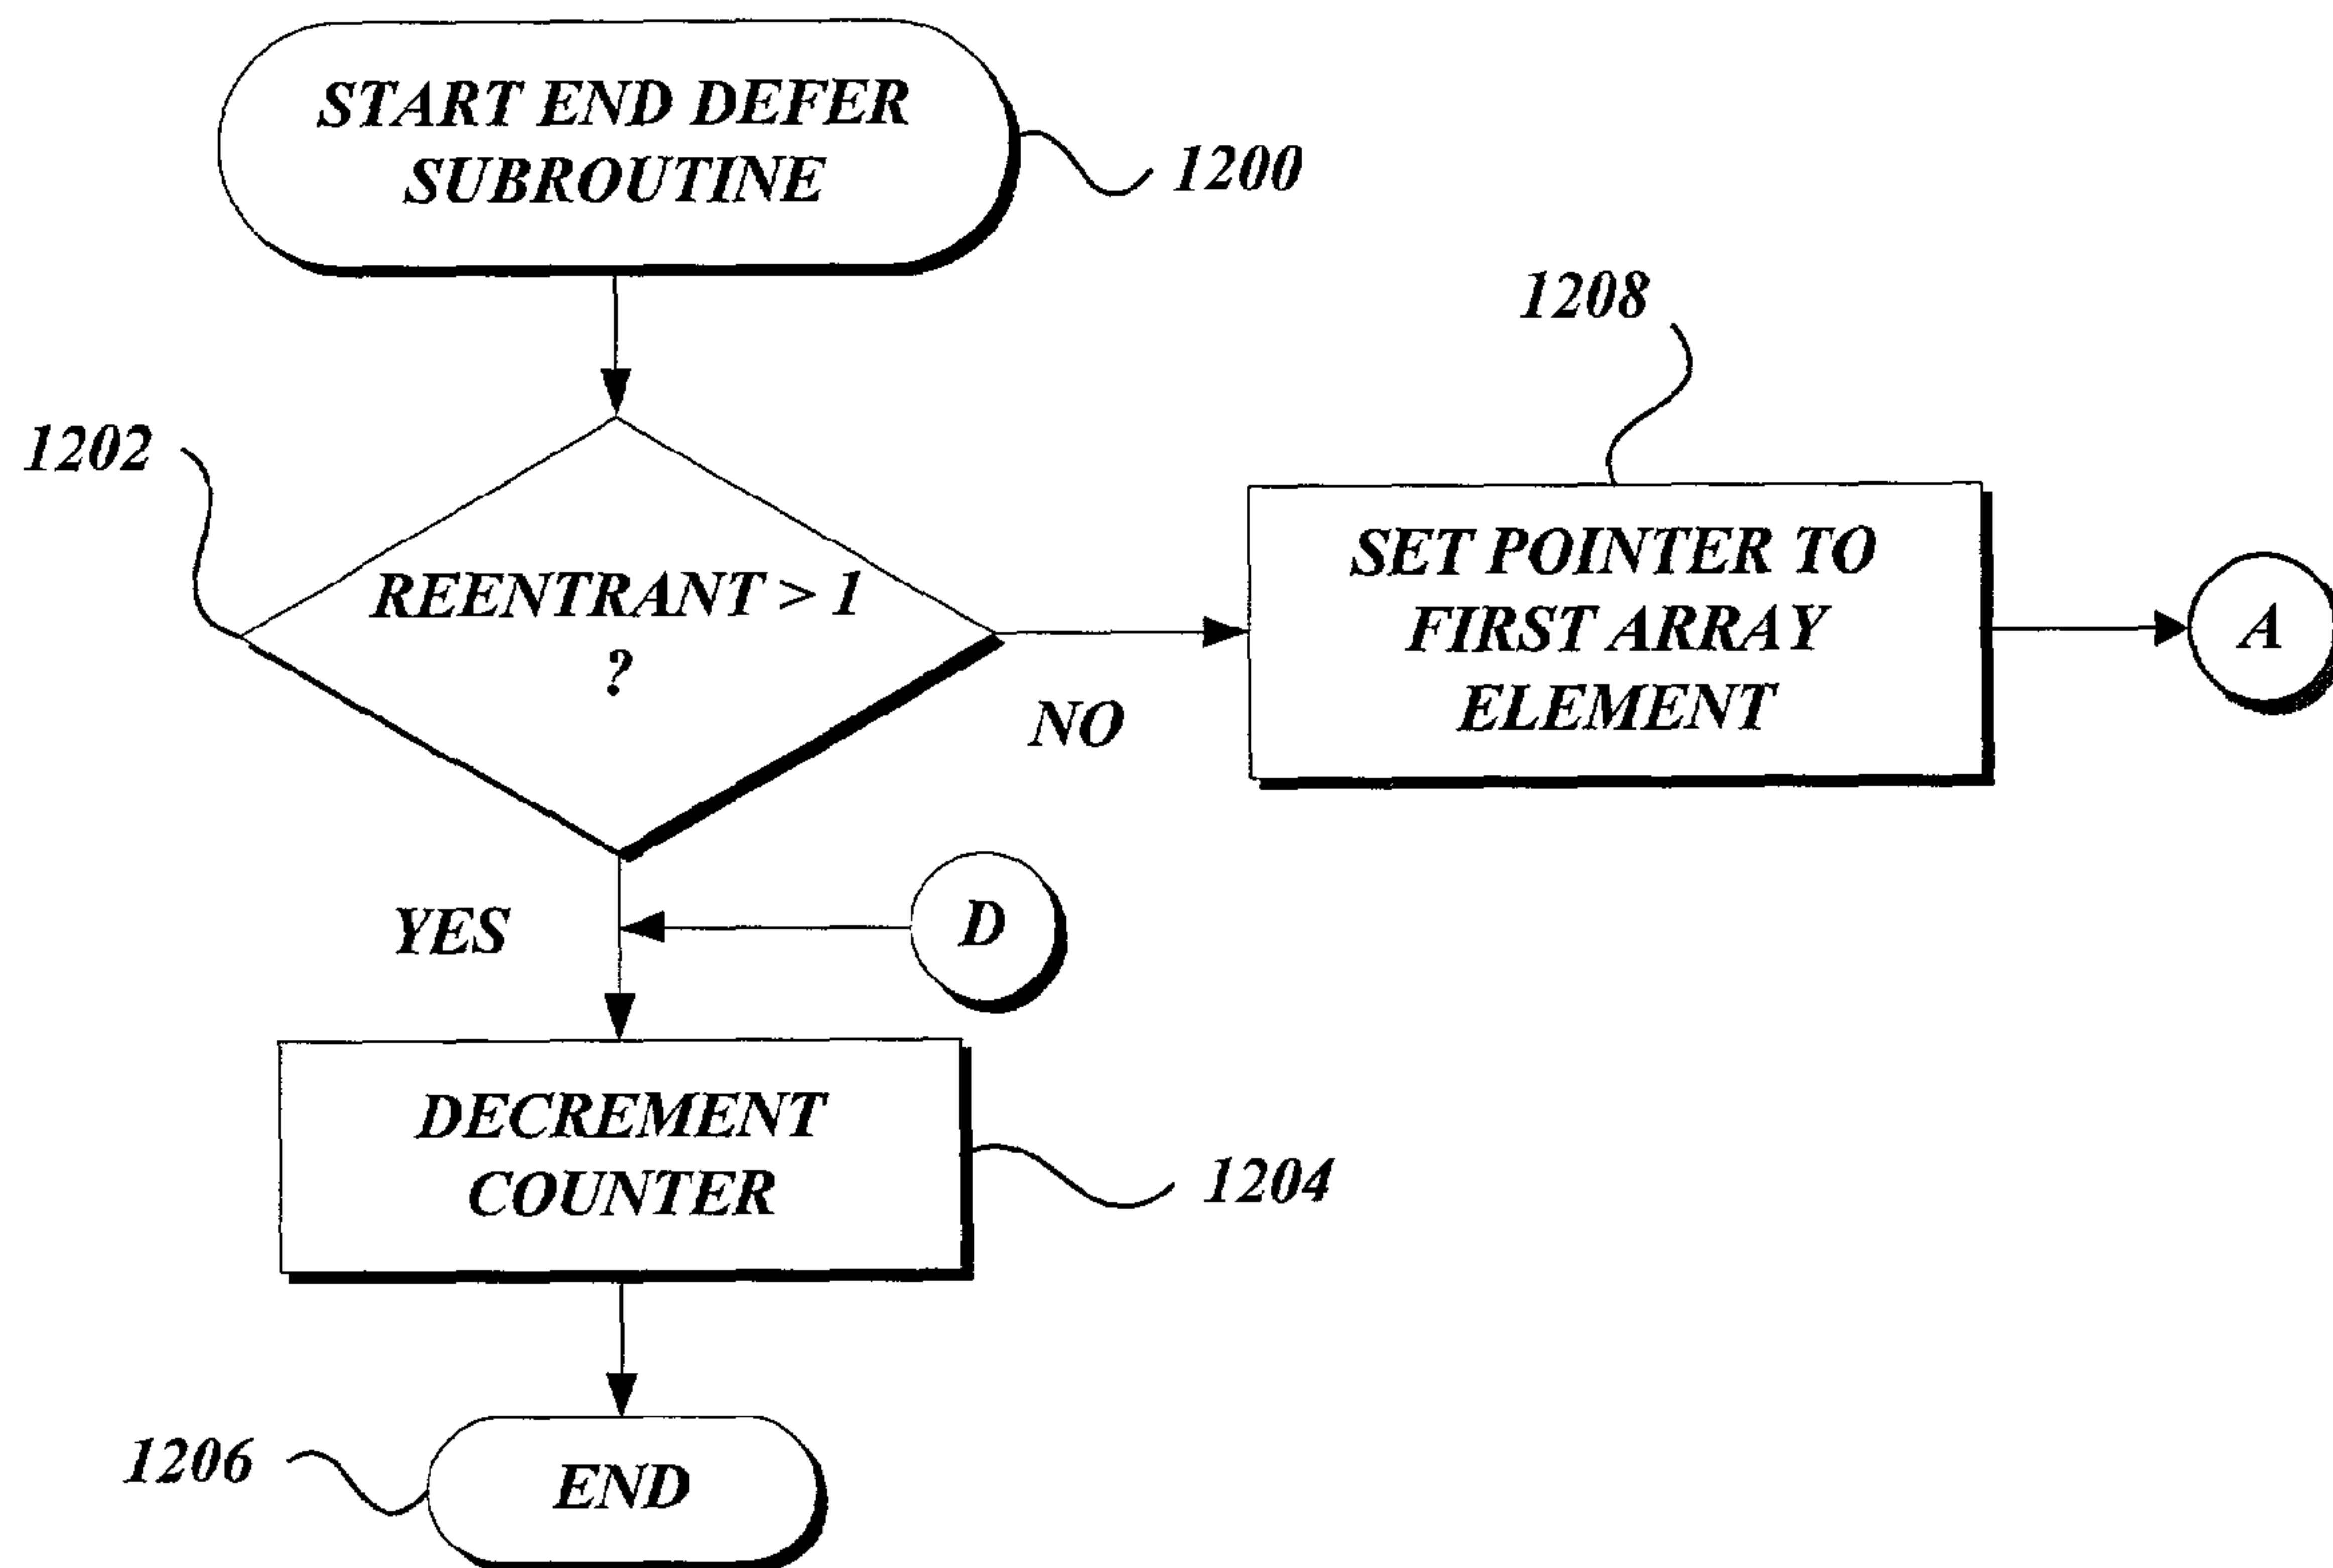 START END DEFER
SUBROUTINE
1200
1208
1202
REENTRANT > 1
?
SET POINTER TO
FIRST ARRAY
ELEMENT
A
NO
YES
D
DECREMENT
COUNTER
1204
1206
END